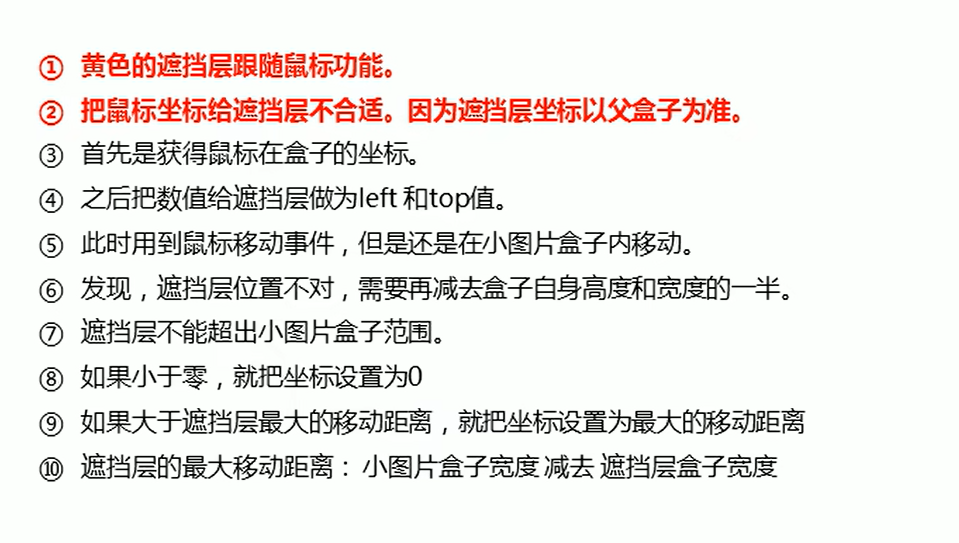 ① 黄色的遮挡层跟随鼠标功能。
② 把鼠标坐标给遮挡层不合适。因为遮挡层坐标以父盒子为准。
③ 首先是获得鼠标在盒子的坐标。
④ 之后把数值给遮挡层做为left 和top值。
⑤ 此时用到鼠标移动事件，但是还是在小图片盒子内移动。
⑥ 发现，遮挡层位置不对，需要再减去盒子自身高度和宽度的一半。
⑦ 遮挡层不能超出小图片盒子范围。
⑧ 如果小于零，就把坐标设置为0
⑨ 如果大于遮挡层最大的移动距离，就把坐标设置为最大的移动距离
⑩ 遮挡层的最大移动距离： 小图片盒子宽度 减去 遮挡层盒子宽度